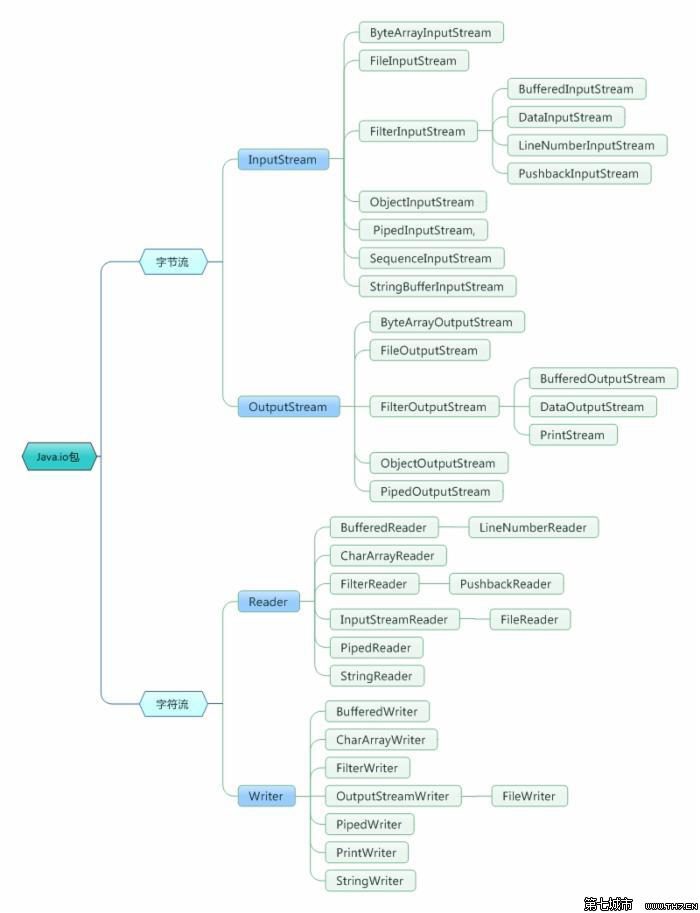 Java.io包
字节流
InputStream
ByteArrayInputStream
FileInputStream
FilterInputStream
BufferedInputStream
DataInputStream
LineNumberInputStream
PushbackInputStream
ObjectInputStream
PipedInputStream,
SequenceInputStream
StringBufferInputStream
OutputStream
ByteArrayOutputStream
FileOutputStream
FilterOutputStream
BufferedOutputStream
DataOutputStream
PrintStream
ObjectOutputStream
PipedOutputStream
字符流
Reader
BufferedReader
LineNumberReader
CharArrayReader
FilterReader
PushbackReader
InputStreamReader
FileReader
PipedReader
StringReader
Writer
BufferedWriter
CharArrayWriter
FilterWriter
OutputStreamWriter
FileWriter
PipedWriter
PrintWriter
StringWriter
第七城市 WWW.TH7.CN